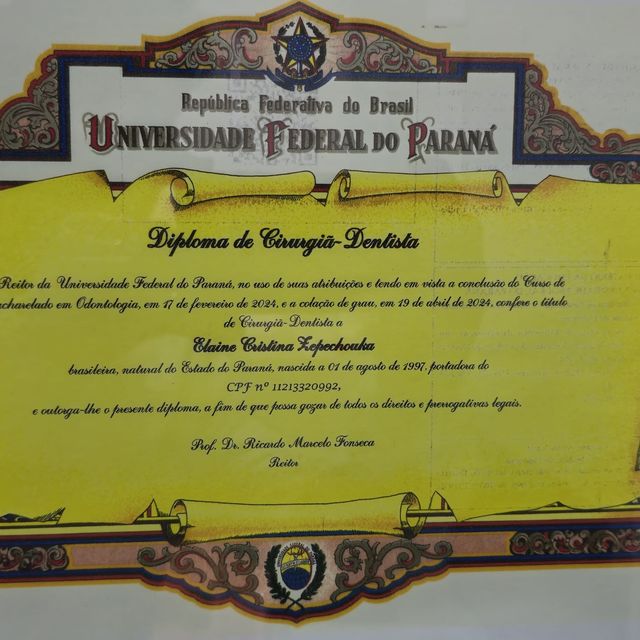 República Federativa do Brasil
UNIVERSIDADE FEDERAL DO PARANÁ
Diploma de Cirurgiã-Dentista
Reitor da Universidade Federal do Paraná, no uso de suas atribuições e tendo em vista a conclusão do Curso de
acharelado em Odontologia, em 17 de fevereiro de 2024, e a colação de grau, em 19 de abril de 2024, confere o título
de Cirurgiã-Dentista a
Elaine Cristina Zepechouka
brasileira, natural do Estado do Paraná, nascida a 01 de agosto de 1997, portadora do
CPF nº 11213320992,
e outorga-lhe o presente diploma, a fim de que possa gozar de todos os direitos e prerrogativas legais.
Prof. Dr. Ricardo Marcelo Fonseca
Reitor